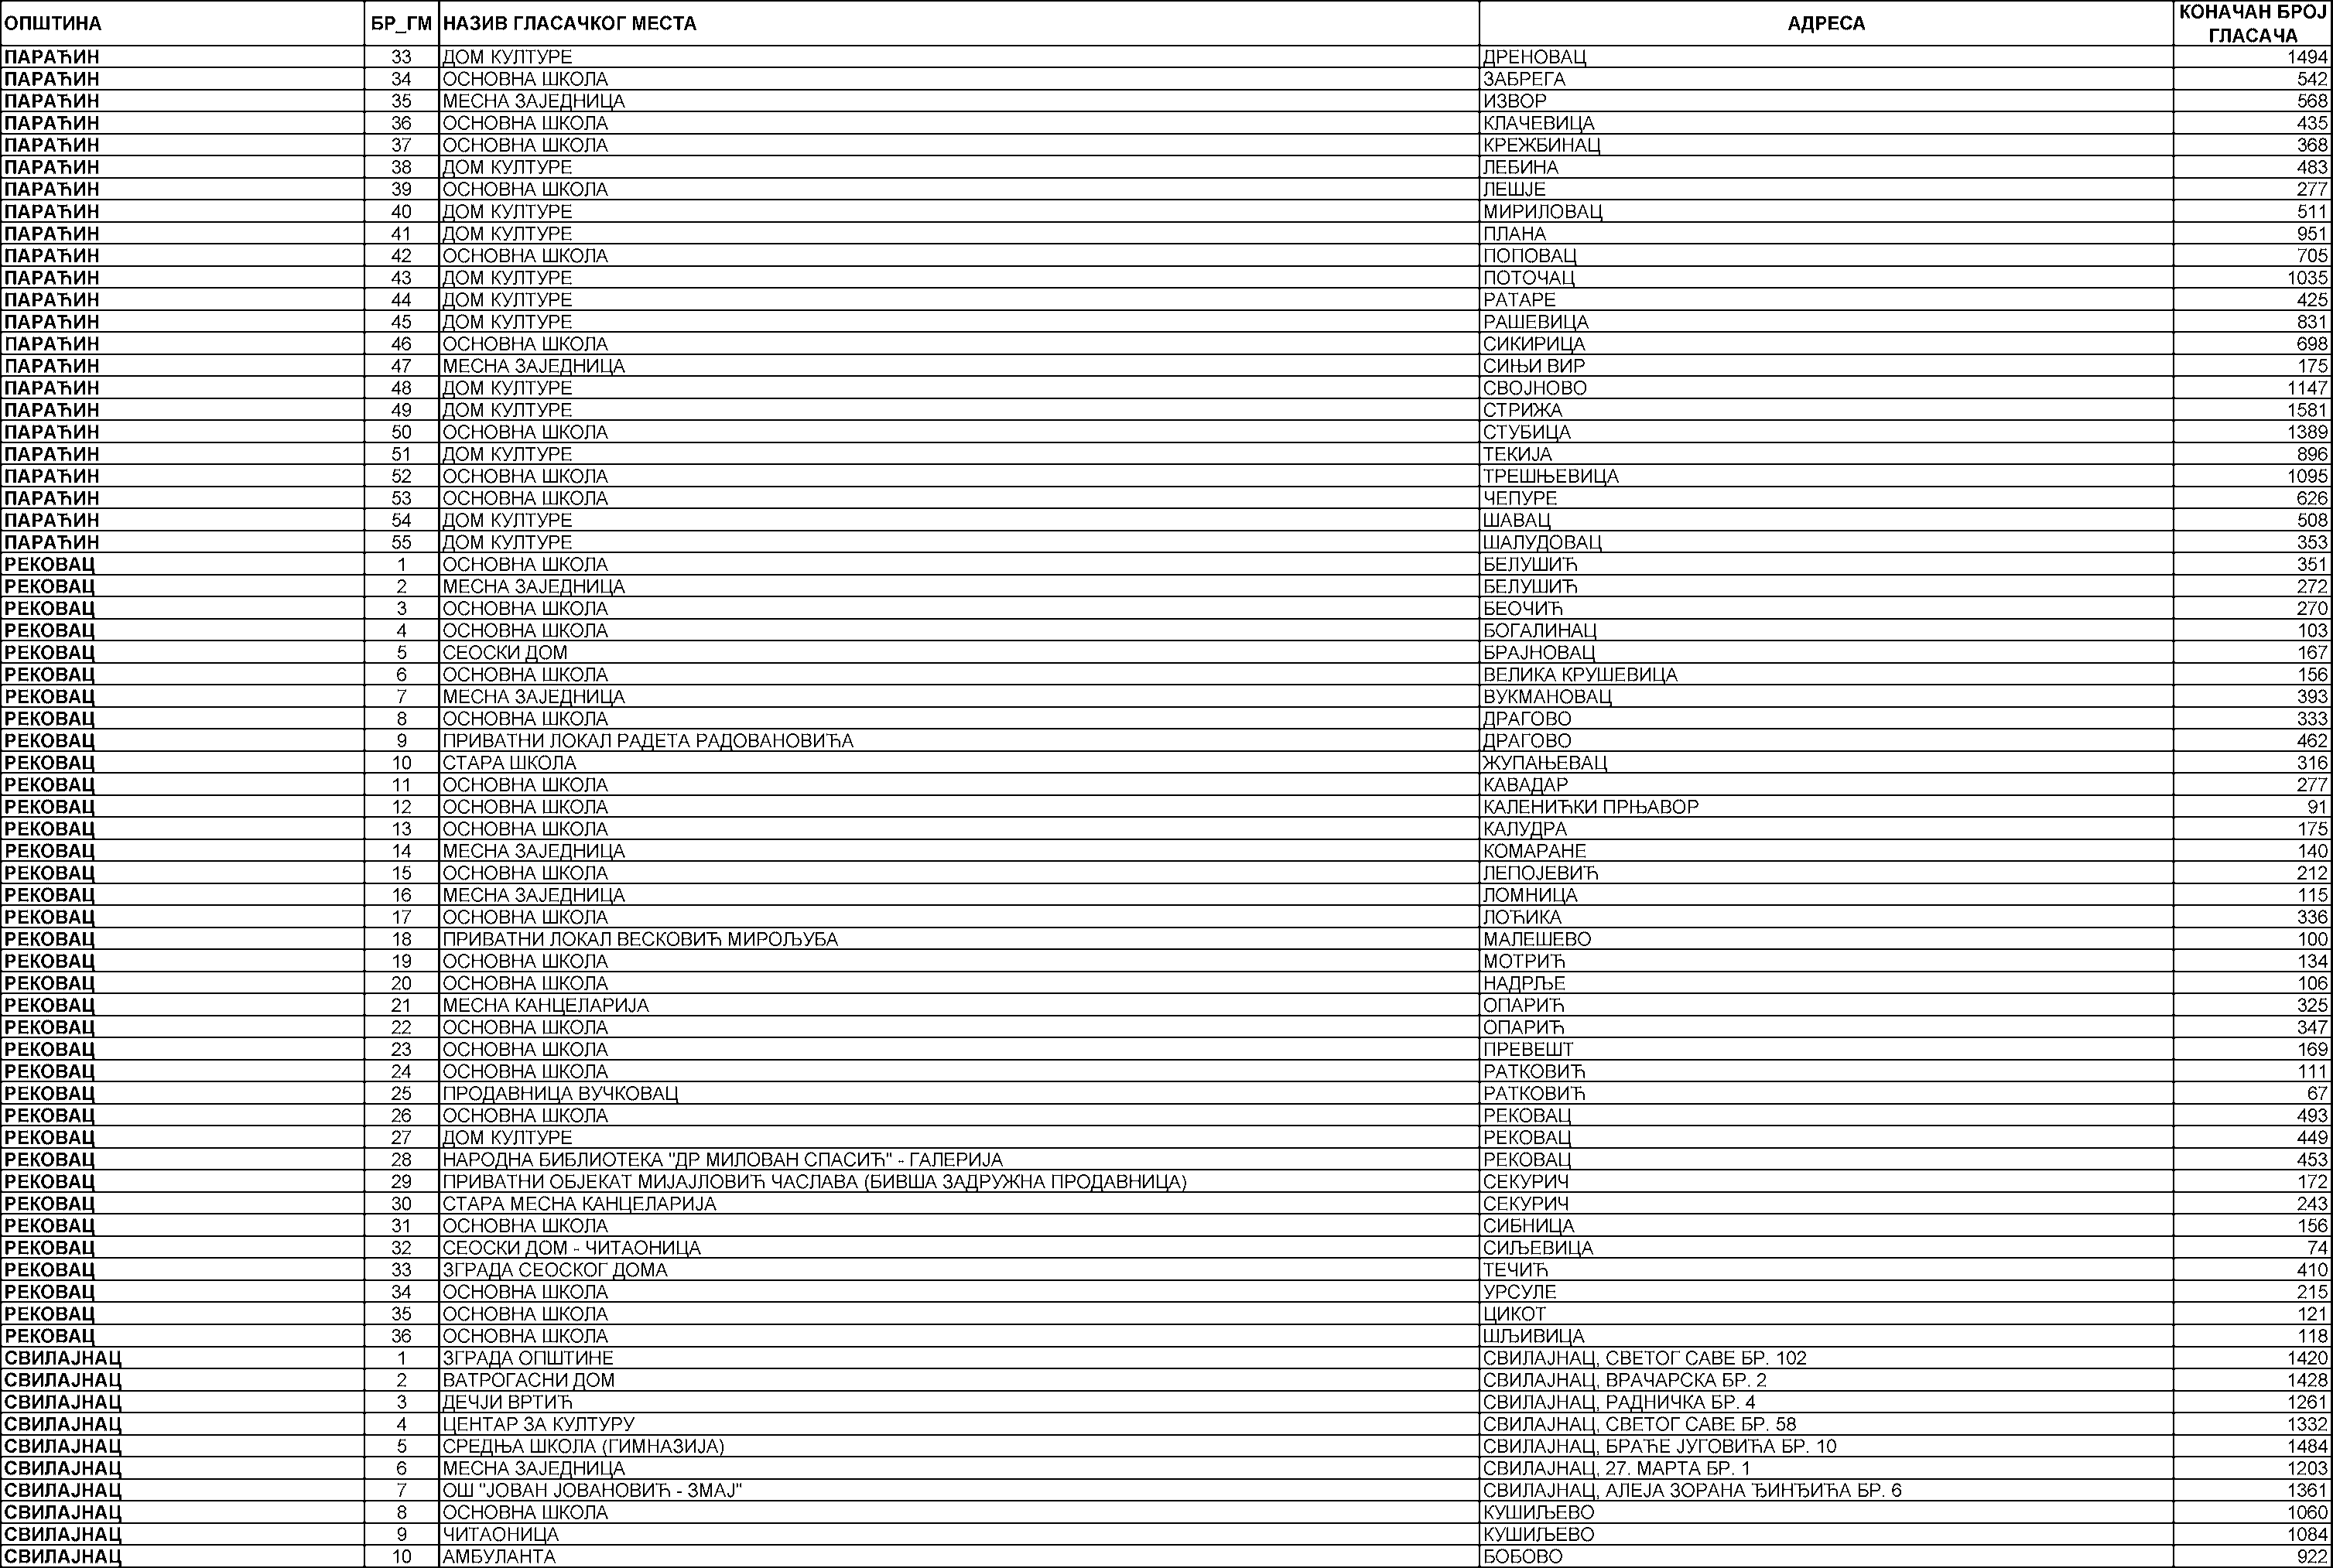 ОПШТИНА БР_ГМ НАЗИВ ГЛАСАЧКОГ МЕСТА АДРЕСА КОНАЧАН БРОЈ ГЛАСАЧА
ПАРАЋИН 33 ДОМ КУЛТУРЕ ДРЕНОВАЦ 1494
ПАРАЋИН 34 ОСНОВНА ШКОЛА ЗАБРЕГА 542
ПАРАЋИН 35 МЕСНА ЗАЈЕДНИЦА ИЗВОР 568
ПАРАЋИН 36 ОСНОВНА ШКОЛА КЛАЧЕВИЦА 435
ПАРАЋИН 37 ОСНОВНА ШКОЛА КРЕЖБИНАЦ 368
ПАРАЋИН 38 ДОМ КУЛТУРЕ ЛЕБИНА 483
ПАРАЋИН 39 ОСНОВНА ШКОЛА ЛЕШЈЕ 277
ПАРАЋИН 40 ДОМ КУЛТУРЕ МИРИЛОВАЦ 511
ПАРАЋИН 41 ДОМ КУЛТУРЕ ПЛАНА 951
ПАРАЋИН 42 ОСНОВНА ШКОЛА ПОПОВАЦ 705
ПАРАЋИН 43 ДОМ КУЛТУРЕ ПОТОЧАЦ 1035
ПАРАЋИН 44 ДОМ КУЛТУРЕ РАТАРЕ 425
ПАРАЋИН 45 ДОМ КУЛТУРЕ РАШЕВИЦА 831
ПАРАЋИН 46 ОСНОВНА ШКОЛА СИКИРИЦА 698
ПАРАЋИН 47 МЕСНА ЗАЈЕДНИЦА СИЊИ ВИР 175
ПАРАЋИН 48 ДОМ КУЛТУРЕ СВОЈНОВО 1147
ПАРАЋИН 49 ДОМ КУЛТУРЕ СТРИЖА 1581
ПАРАЋИН 50 ОСНОВНА ШКОЛА СТУБИЦА 1389
ПАРАЋИН 51 ДОМ КУЛТУРЕ ТЕКИЈА 896
ПАРАЋИН 52 ОСНОВНА ШКОЛА ТРЕШЊЕВИЦА 1095
ПАРАЋИН 53 ОСНОВНА ШКОЛА ЧЕПУРЕ 626
ПАРАЋИН 54 ДОМ КУЛТУРЕ ШАВАЦ 508
ПАРАЋИН 55 ДОМ КУЛТУРЕ ШАЛУДОВАЦ 353
РЕКОВАЦ 1 ОСНОВНА ШКОЛА БЕЛУШИЋ 351
РЕКОВАЦ 2 МЕСНА ЗАЈЕДНИЦА БЕЛУШИЋ 272
РЕКОВАЦ 3 ОСНОВНА ШКОЛА БЕОЧИЋ 270
РЕКОВАЦ 4 ОСНОВНА ШКОЛА БОГАЛИНАЦ 103
РЕКОВАЦ 5 СЕОСКИ ДОМ БРАЈНОВАЦ 167
РЕКОВАЦ 6 ОСНОВНА ШКОЛА ВЕЛИКА КРУШЕВИЦА 156
РЕКОВАЦ 7 МЕСНА ЗАЈЕДНИЦА ВУКМАНОВАЦ 393
РЕКОВАЦ 8 ОСНОВНА ШКОЛА ДРАГОВО 333
РЕКОВАЦ 9 ПРИВАТНИ ЛОКАЛ РАДЕТА РАДОВАНОВИЋА ДРАГОВО 462
РЕКОВАЦ 10 СТАРА ШКОЛА ЖУПАЊЕВАЦ 316
РЕКОВАЦ 11 ОСНОВНА ШКОЛА КАВАДАР 277
РЕКОВАЦ 12 ОСНОВНА ШКОЛА КАЛЕНИЋКИ ПРЊАВОР 91
РЕКОВАЦ 13 ОСНОВНА ШКОЛА КАЛУДРА 175
РЕКОВАЦ 14 МЕСНА ЗАЈЕДНИЦА КОМАРАНЕ 140
РЕКОВАЦ 15 ОСНОВНА ШКОЛА ЛЕПОЈЕВИЋ 212
РЕКОВАЦ 16 МЕСНА ЗАЈЕДНИЦА ЛОМНИЦА 115
РЕКОВАЦ 17 ОСНОВНА ШКОЛА ЛОЋИКА 336
РЕКОВАЦ 18 ПРИВАТНИ ЛОКАЛ ВЕСКОВИЋ МИРОЉУБА МАЛЕШЕВО 100
РЕКОВАЦ 19 ОСНОВНА ШКОЛА МОТРИЋ 134
РЕКОВАЦ 20 ОСНОВНА ШКОЛА НАДРЉЕ 106
РЕКОВАЦ 21 МЕСНА КАНЦЕЛАРИЈА ОПАРИЋ 325
РЕКОВАЦ 22 ОСНОВНА ШКОЛА ОПАРИЋ 347
РЕКОВАЦ 23 ОСНОВНА ШКОЛА ПРЕВЕШТ 169
РЕКОВАЦ 24 ОСНОВНА ШКОЛА РАТКОВИЋ 111
РЕКОВАЦ 25 ПРОДАВНИЦА ВУЧКОВАЦ РАТКОВИЋ 67
РЕКОВАЦ 26 ОСНОВНА ШКОЛА РЕКОВАЦ 493
РЕКОВАЦ 27 ДОМ КУЛТУРЕ РЕКОВАЦ 449
РЕКОВАЦ 28 НАРОДНА БИБЛИОТЕКА "ДР МИЛОВАН СПАСИЋ" - ГАЛЕРИЈА РЕКОВАЦ 453
РЕКОВАЦ 29 ПРИВАТНИ ОБЈЕКАТ МИЈАЈЛОВИЋ ЧАСЛАВА (БИВША ЗАДРУЖНА ПРОДАВНИЦА) СЕКУРИЧ 172
РЕКОВАЦ 30 СТАРА МЕСНА КАНЦЕЛАРИЈА СЕКУРИЧ 243
РЕКОВАЦ 31 ОСНОВНА ШКОЛА СИБНИЦА 156
РЕКОВАЦ 32 СЕОСКИ ДОМ - ЧИТАОНИЦА СИЉЕВИЦА 74
РЕКОВАЦ 33 ЗГРАДА СЕОСКОГ ДОМА ТЕЧИЋ 410
РЕКОВАЦ 34 ОСНОВНА ШКОЛА УРСУЛЕ 215
РЕКОВАЦ 35 ОСНОВНА ШКОЛА ЦИКОТ 121
РЕКОВАЦ 36 ОСНОВНА ШКОЛА ШЉИВИЦА 118
СВИЛАЈНАЦ 1 ЗГРАДА ОПШТИНЕ СВИЛАЈНАЦ, СВЕТОГ САВЕ БР. 102 1420
СВИЛАЈНАЦ 2 ВАТРОГАСНИ ДОМ СВИЛАЈНАЦ, ВРАЧАРСКА БР. 2 1428
СВИЛАЈНАЦ 3 ДЕЧЈИ ВРТИЋ СВИЛАЈНАЦ, РАДНИЧКА БР. 4 1261
СВИЛАЈНАЦ 4 ЦЕНТАР ЗА КУЛТУРУ СВИЛАЈНАЦ, СВЕТОГ САВЕ БР. 58 1332
СВИЛАЈНАЦ 5 СРЕДЊА ШКОЛА (ГИМНАЗИЈА) СВИЛАЈНАЦ, БРАЋЕ ЈУГОВИЋА БР. 10 1484
СВИЛАЈНАЦ 6 МЕСНА ЗАЈЕДНИЦА СВИЛАЈНАЦ, 27. МАРТА БР. 1 1203
СВИЛАЈНАЦ 7 ОШ "ЈОВАН ЈОВАНОВИЋ - ЗМАЈ" СВИЛАЈНАЦ, АЛЕЈА ЗОРАНА ЂИНЂИЋА БР. 6 1361
СВИЛАЈНАЦ 8 ОСНОВНА ШКОЛА КУШИЉЕВО 1060
СВИЛАЈНАЦ 9 ЧИТАОНИЦА КУШИЉЕВО 1084
СВИЛАЈНАЦ 10 АМБУЛАНТА БОБОВО 922